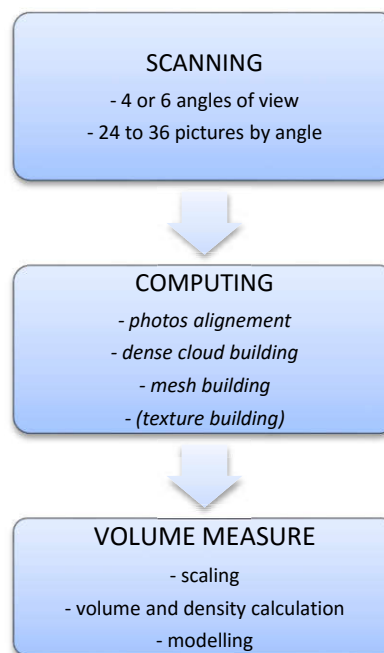 SCANNING
- 4 or 6 angles of view
- 24 to 36 pictures by angle
COMPUTING
- photos alignement
- dense cloud building
- mesh building
- (texture building)
VOLUME MEASURE
- scaling
- volume and density calculation
- modelling